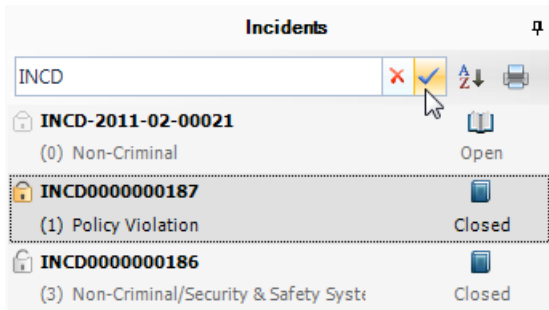 Incidents
INCD
INCD-2011-02-00021
(0) Non-Criminal
Open
INCD0000000187
(1) Policy Violation
Closed
INCD0000000186
(3) Non-Criminal/Security & Safety Syste
Closed